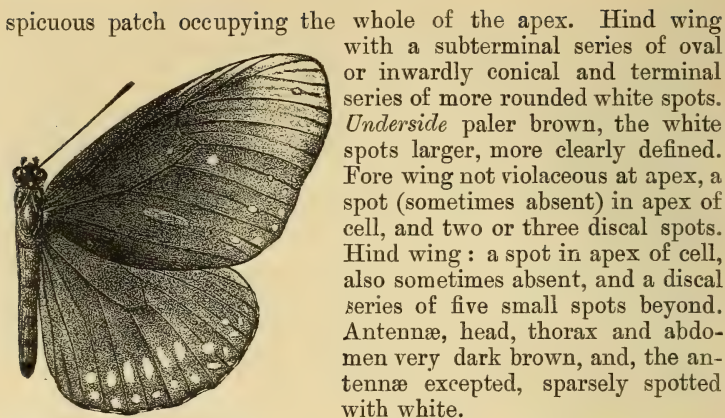 spicuous patch occupying the whole of the apex. Hind wing
with a subterminal series of oval
or inwardly conical and terminal
series of more rounded white spots.
Underside paler brown, the white
spots larger, more clearly defined.
Fore wing not violaceous at apex, a
spot (sometimes absent) in apex of
cell, and two or three discal spots.
Hind wing : a spot in apex of cell,
also sometimes absent, and a discal
series of five small spots beyond.
Antennæ, head, thorax and abdo-
men very dark brown, and, the an-
tennæ excepted, sparsely spotted
with white.